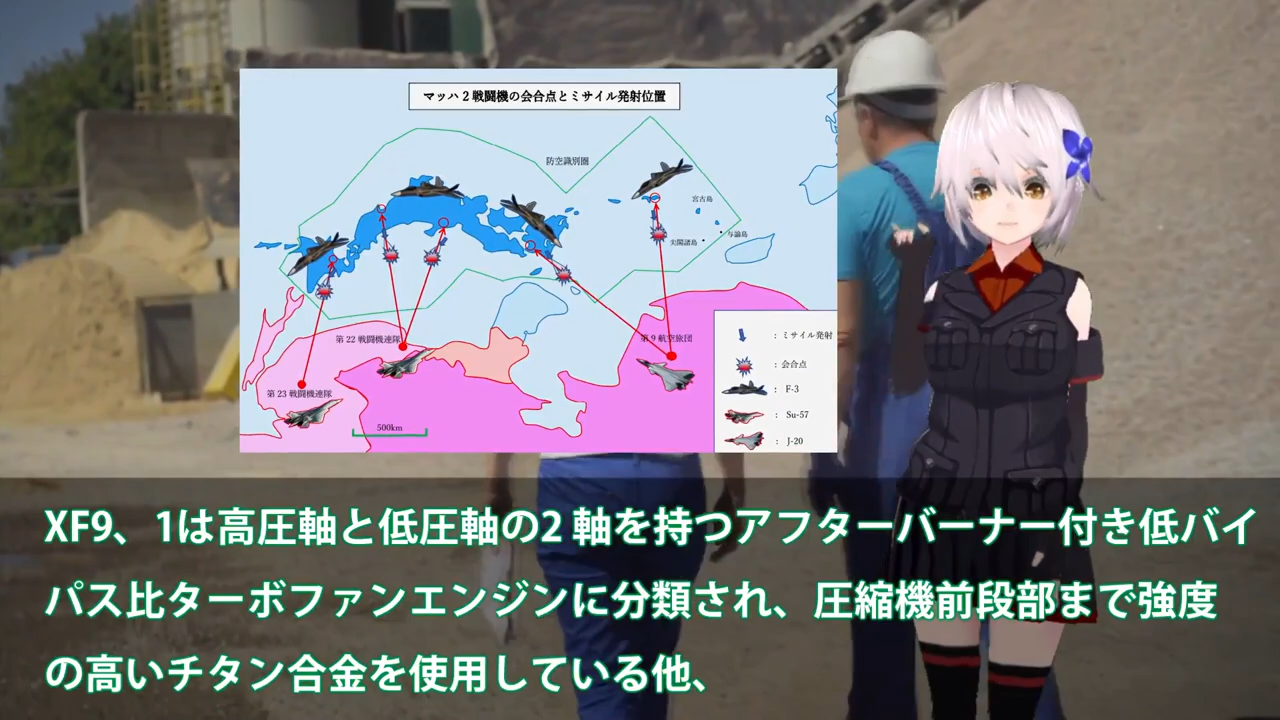 マッハ2戦闘機の会合点とミサイル発射位置
防空識別圏
宮古島
与論島
尖閣諸島
第22戦闘機連隊
第9航空旅団
第23戦闘機連隊
500km
：ミサイル発射
：会合点
：F-3
：Su-57
：J-20
XF9、1は高圧軸と低圧軸の2軸を持つアフターバーナー付き低バイ
パス比ターボファンエンジンに分類され、圧縮機前段部まで強度
の高いチタン合金を使用している他、